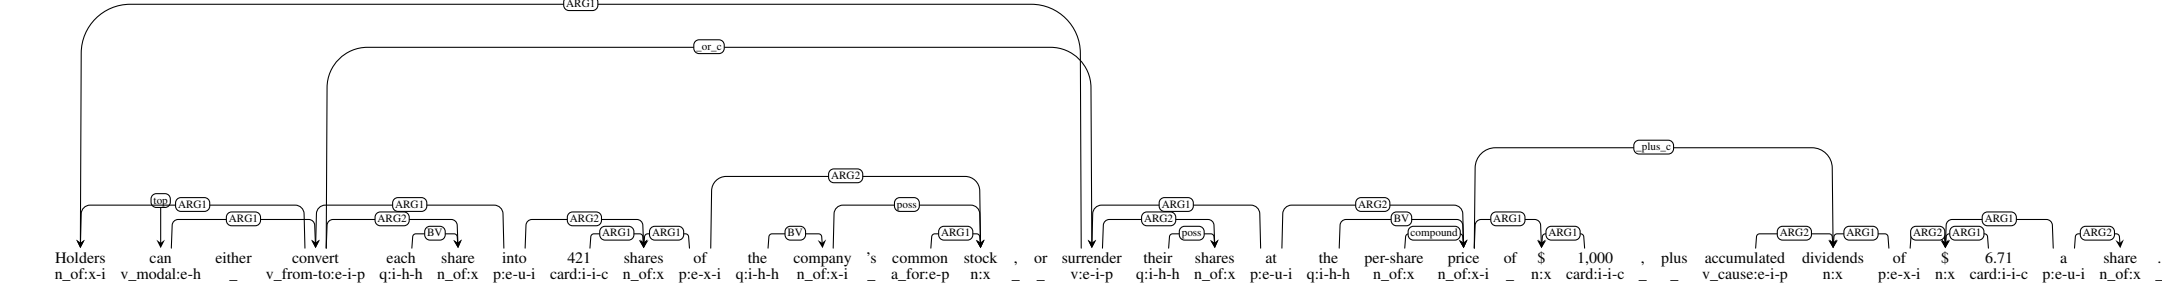 ARG1
_or_c
_plus_c
ARG2
top ARG1 ARG1 poss ARG1 ARG2
ARG1 ARG2 ARG2 ARG2 BV ARG1 ARG1
BV ARG1 ARG1 BV ARG1 poss compound ARG1 ARG2 ARG1 ARG2 ARG1 ARG2
Holders can either convert each share into 421 shares of the company 's common stock , or surrender their shares at the per-share price of $ 1,000 , plus accumulated dividends of $ 6.71 a share .
n_of:x-i v_modal:e-h _ v_from-to:e-i-p q:i-h-h n_of:x p:e-u-i card:i-i-c n_of:x p:e-x-i q:i-h-h n_of:x-i _ a_for:e-p n:x _ _ v:e-i-p q:i-h-h n_of:x p:e-u-i q:i-h-h n_of:x n_of:x-i _ n:x card:i-i-c _ _ v_cause:e-i-p n:x p:e-x-i n:x card:i-i-c p:e-u-i n_of:x _